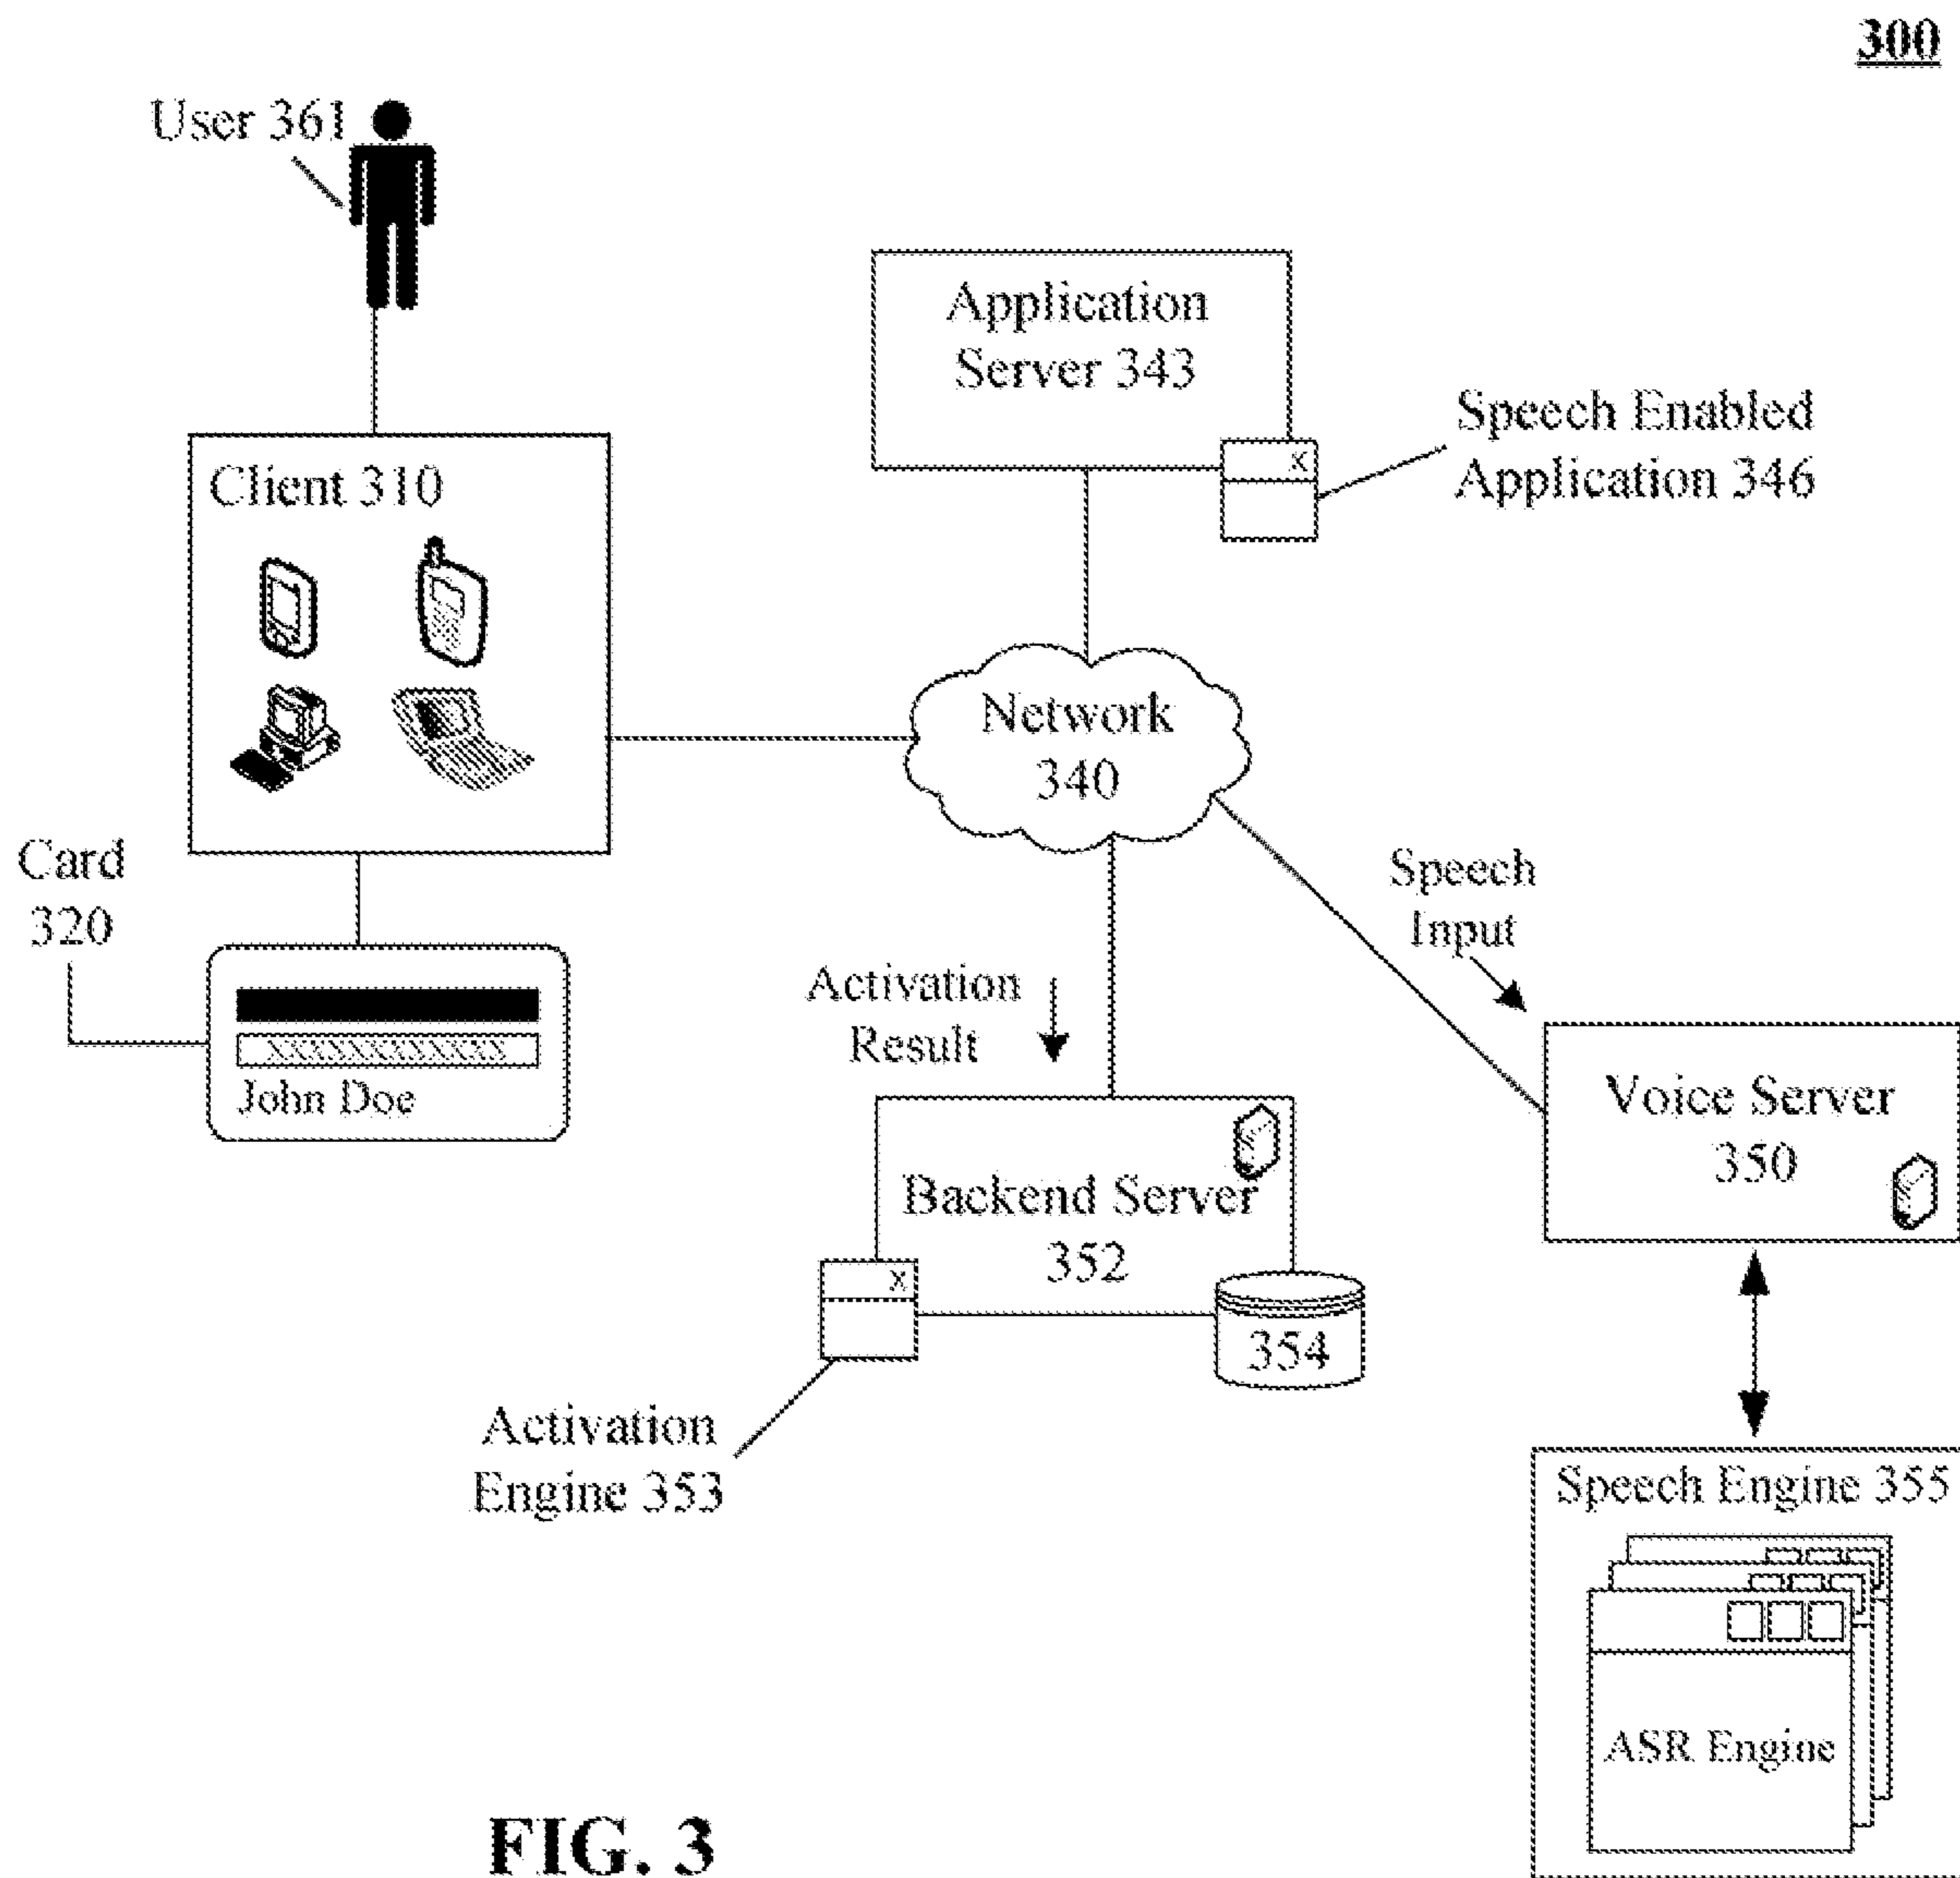 300
User 361
Application
Server 343
Speech Enabled
Application 346
x
Client 310
Network
340
Card
320
Speech
Input
Activation
Result
XXXXXXXXXXXX
John Doe
Voice Server
350
Backend Server
352
x
354
Activation
Engine 353
Speech Engine 355
ASR Engine
FIG. 3